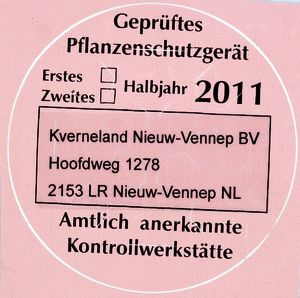 Geprüftes
Pflanzenschutzgerät
Erstes ☐
Zweites ☐ Halbjahr 2011
Kverneland Nieuw-Vennep BV
Hoofdweg 1278
2153 LR Nieuw-Vennep NL
Amtlich anerkannte
Kontrollwerkstätte